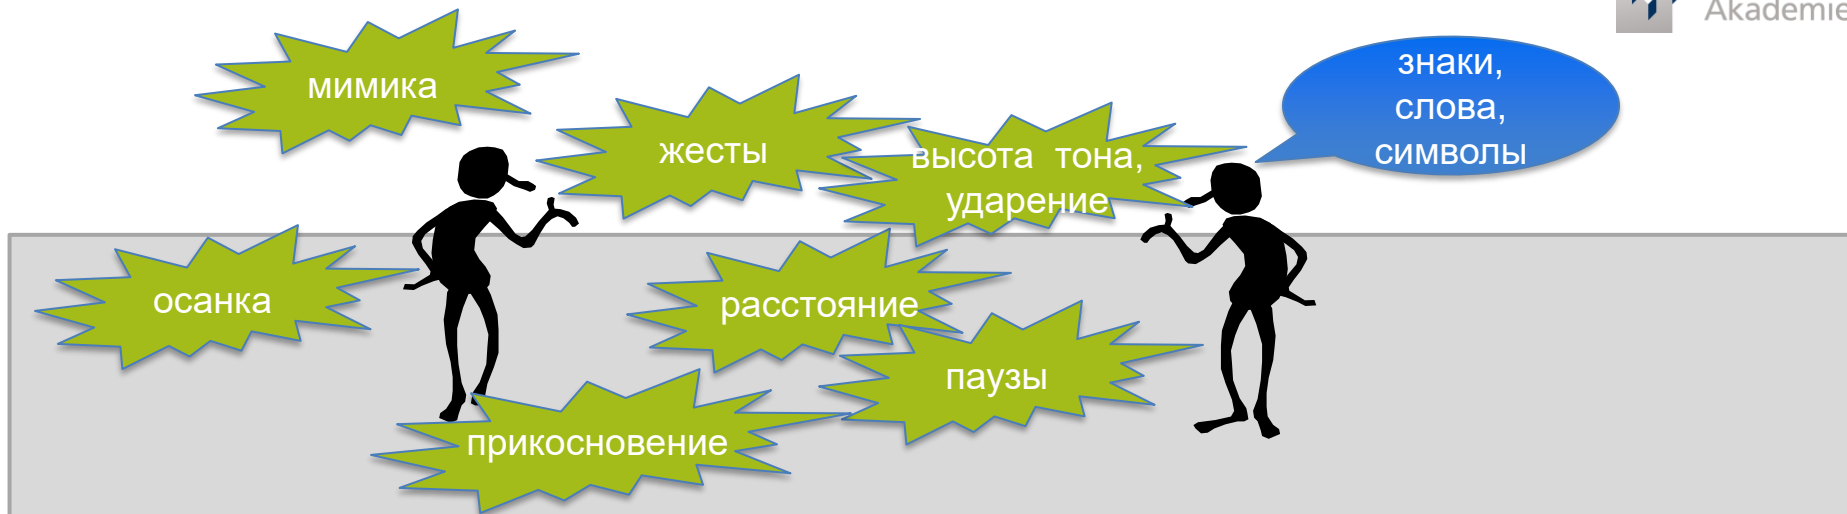 Akademie
знаки,
слова,
символы
мимика
жесты
высота тона,
ударение
осанка
расстояние
паузы
прикосновение